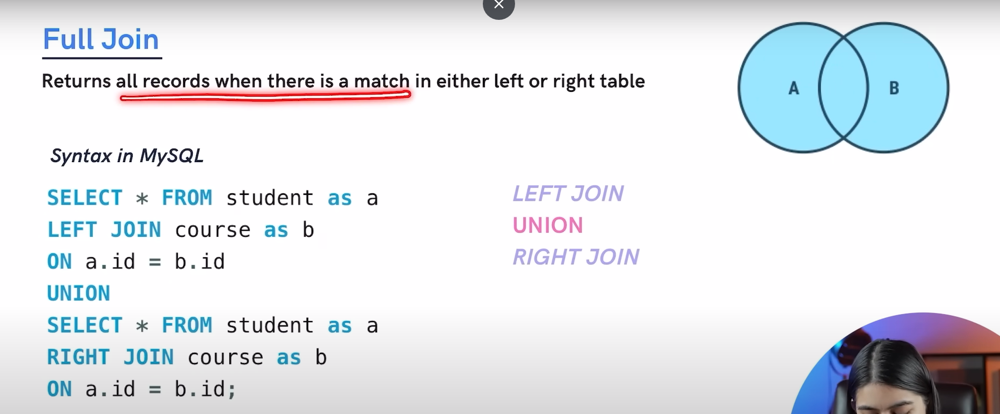 Full Join
Returns all records when there is a match in either left or right table
A
B
Syntax in MySQL
SELECT * FROM student as a
LEFT JOIN course as b
ON a.id = b.id
UNION
SELECT * FROM student as a
RIGHT JOIN course as b
ON a.id = b.id;
LEFT JOIN
UNION
RIGHT JOIN